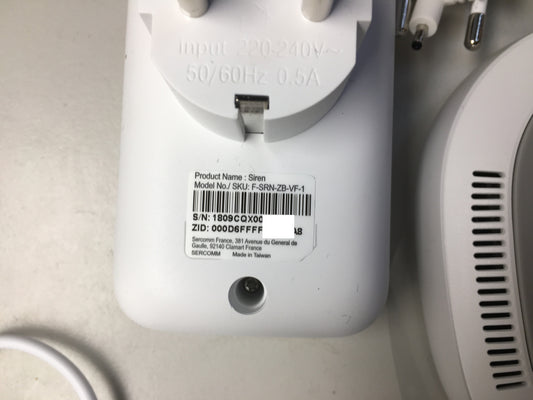 input 220-240V~
50/60Hz 0.5A
Product Name : Siren
Model No./ SKU: F-SRN-ZB-VF-1
S/N: 1809CQX00
ZID: 000D6FFFF A8
Sercomm France, 381 Avenue du General de
Gaulle, 92140 Clamart France
SERCOMM Made in Taiwan